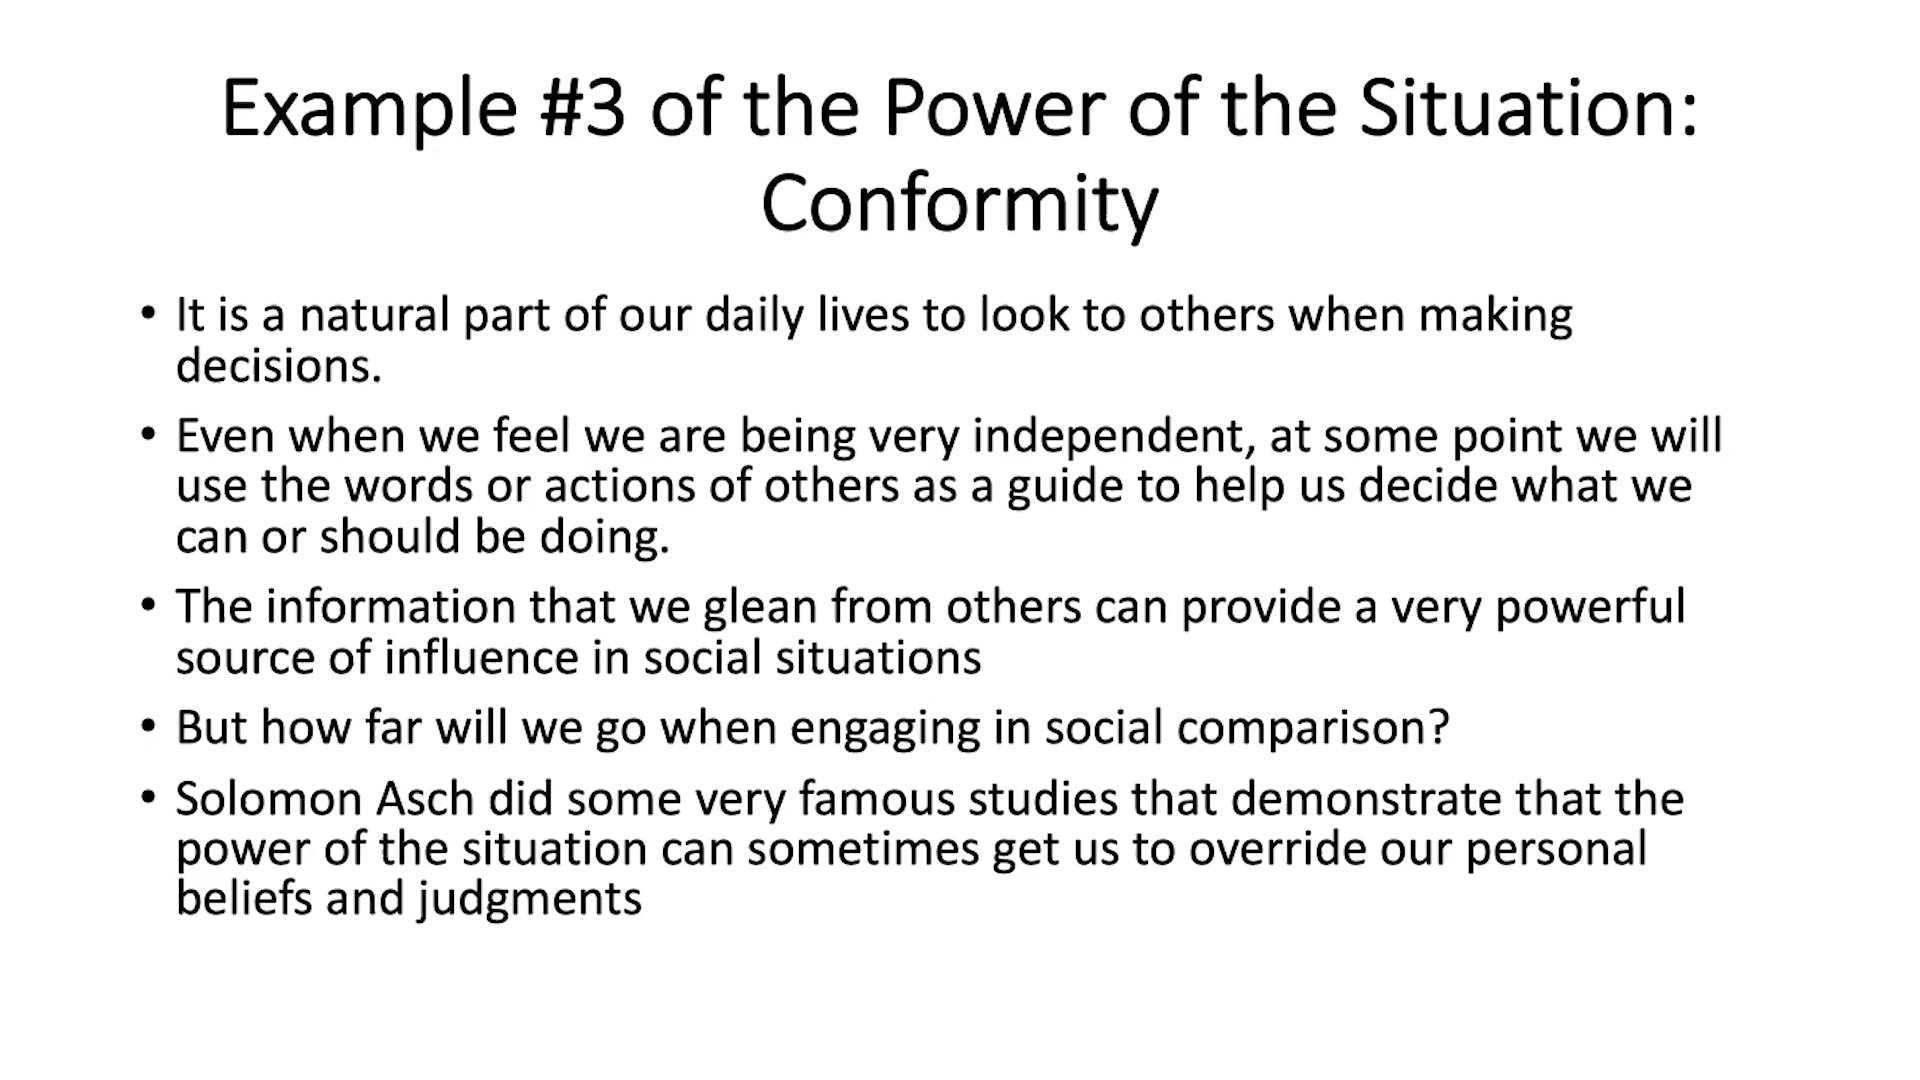 Example #3 of the Power of the Situation:
Conformity
• It is a natural part of our daily lives to look to others when making
decisions.
• Even when we feel we are being very independent, at some point we will
use the words or actions of others as a guide to help us decide what we
can or should be doing.
• The information that we glean from others can provide a very powerful
source of influence in social situations
• But how far will we go when engaging in social comparison?
• Solomon Asch did some very famous studies that demonstrate that the
power of the situation can sometimes get us to override our personal
beliefs and judgments